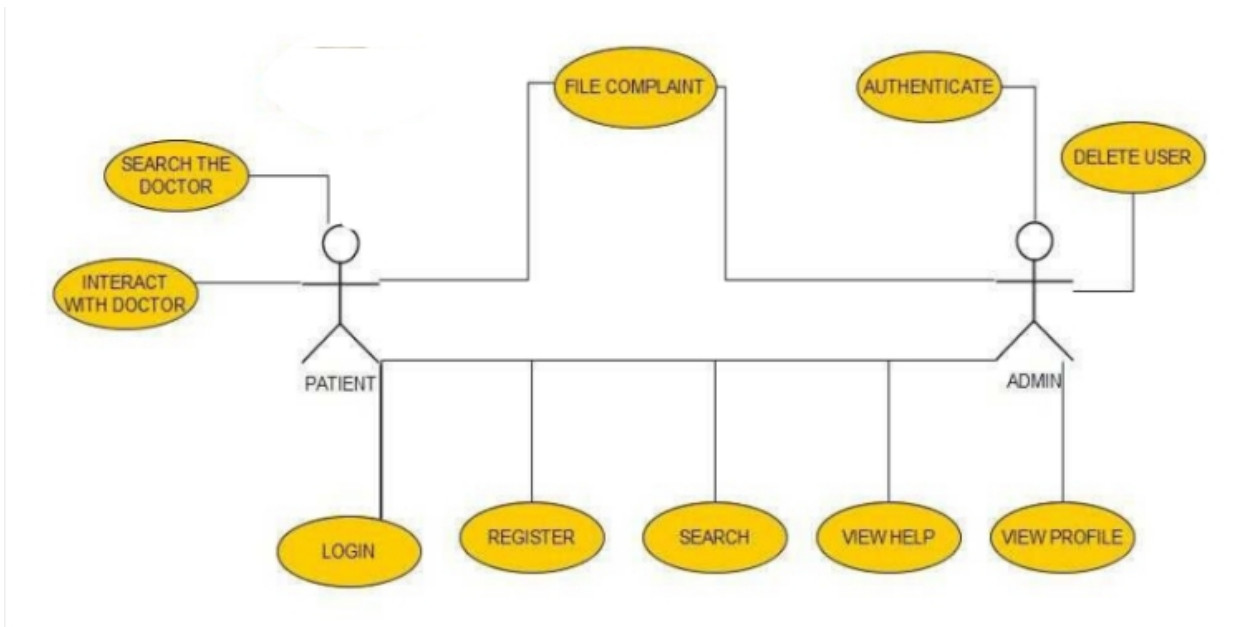 FILE COMPLAINT
AUTHENTICATE
SEARCH THE
DOCTOR
DELETE USER
INTERACT
WITH DOCTOR
PATIENT
ADMIN
LOGIN
REGISTER
SEARCH
VIEW HELP
VIEW PROFILE